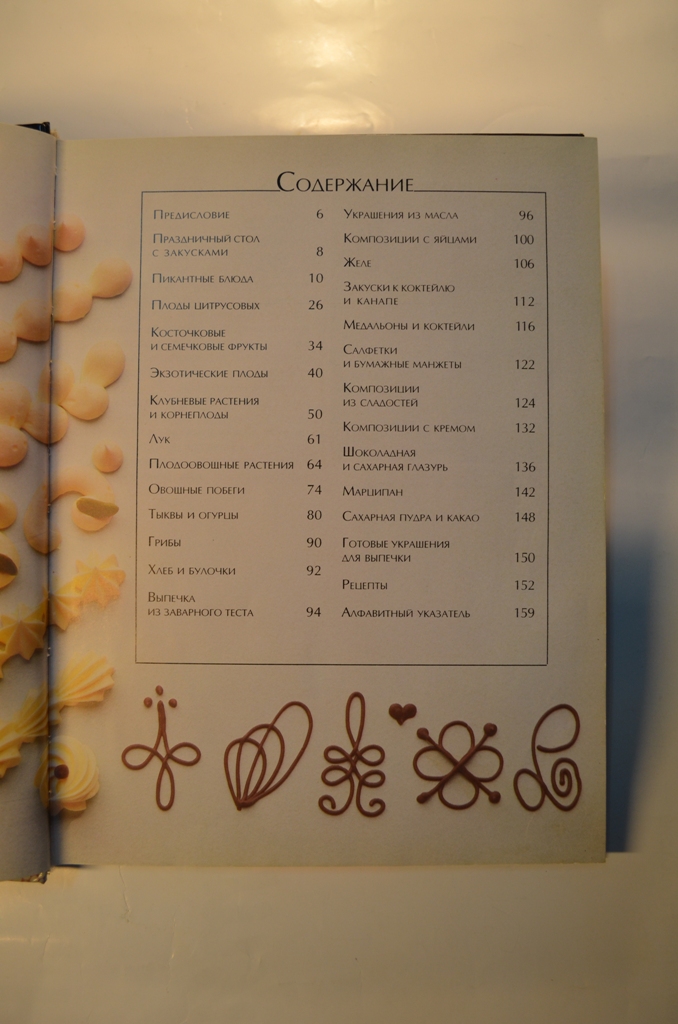 Содержание
Предисловие 6
Праздничный стол
с закусками 8
Пикантные блюда 10
Плоды цитрусовых 26
Косточковые
и семечковые фрукты 34
Экзотические плоды 40
Клубневые растения
и корнеплоды 50
Лук 61
Плодоовощные растения 64
Овощные побеги 74
Тыквы и огурцы 80
Грибы 90
Хлеб и булочки 92
Выпечка
из заварного теста 94
Украшения из масла 96
Композиции с яйцами 100
Желе 106
Закуски к коктейлю
и канапе 112
Медальоны и коктейли 116
Салфетки
и бумажные манжеты 122
Композиции
из сладостей 124
Композиции с кремом 132
Шоколадная
и сахарная глазурь 136
Марципан 142
Сахарная пудра и какао 148
Готовые украшения
для выпечки 150
Рецепты 152
Алфавитный указатель 159